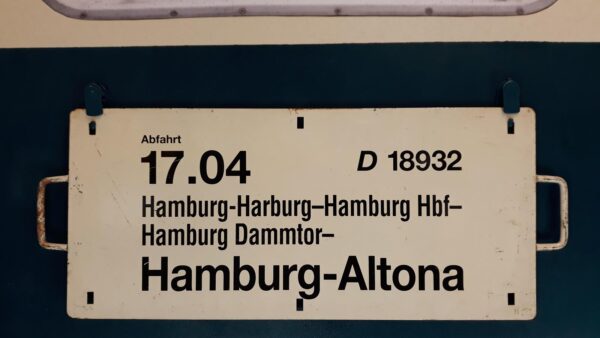 Abfahrt
17.04 D 18932
Hamburg-Harburg–Hamburg Hbf–
Hamburg Dammtor–
Hamburg-Altona